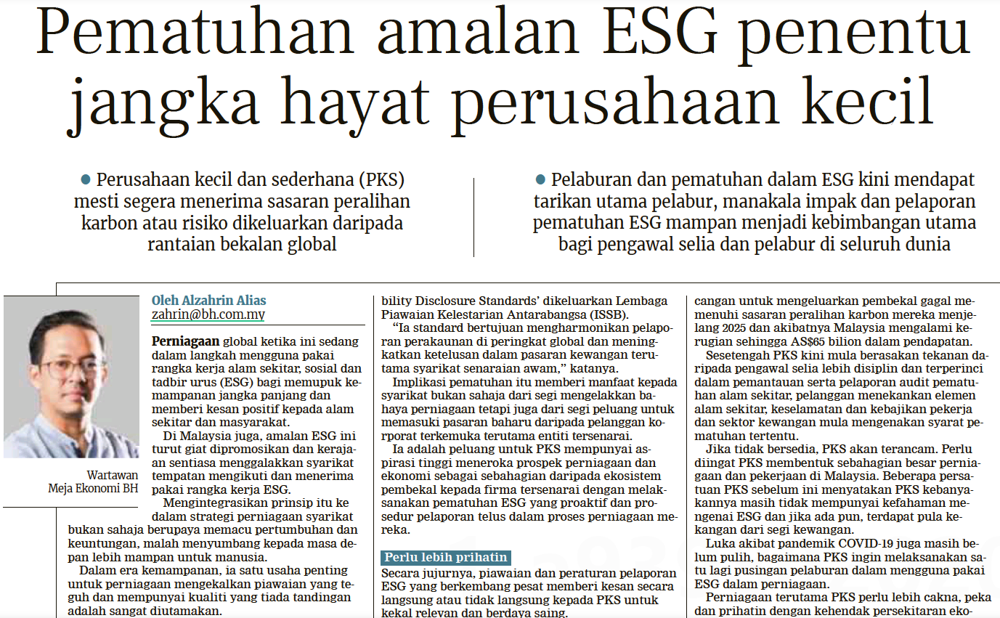 Pematuhan amalan ESG penentu
jangka hayat perusahaan kecil
● Perusahaan kecil dan sederhana (PKS)
mesti segera menerima sasaran peralihan
karbon atau risiko dikeluarkan daripada
rantaian bekalan global
● Pelaburan dan pematuhan dalam ESG kini mendapat
tarikan utama pelabur, manakala impak dan pelaporan
pematuhan ESG mampan menjadi kebimbangan utama
bagi pengawal selia dan pelabur di seluruh dunia
Wartawan
Meja Ekonomi BH
Oleh Alzahrin Alias
zahrin@bh.com.my
Perniagaan global ketika ini sedang
dalam langkah mengguna pakai
rangka kerja alam sekitar, sosial dan
tadbir urus (ESG) bagi memupuk ke-
mampanan jangka panjang dan
memberi kesan positif kepada alam
sekitar dan masyarakat.
Di Malaysia juga, amalan ESG ini
turut giat dipromosikan dan keraja-
an sentiasa menggalakkan syarikat
tempatan mengikuti dan menerima
pakai rangka kerja ESG.
Mengintegrasikan prinsip itu ke
dalam strategi perniagaan syarikat
bukan sahaja berupaya memacu pertumbuhan dan
keuntungan, malah menyumbang kepada masa de-
pan lebih mampan untuk manusia.
Dalam era kemampanan, ia satu usaha penting
untuk perniagaan mengekalkan piawaian yang te-
guh dan mempunyai kualiti yang tiada tandingan
adalah sangat diutamakan.
bility Disclosure Standards’ dikeluarkan Lembaga
Piawaian Kelestarian Antarabangsa (ISSB).
“Ia standard bertujuan mengharmonikan pelapo-
ran perakaunan di peringkat global dan mening-
katkan ketelusan dalam pasaran kewangan teru-
tama syarikat senaraian awam,” katanya.
Implikasi pematuhan itu memberi manfaat kepada
syarikat bukan sahaja dari segi mengelakkan ba-
haya perniagaan tetapi juga dari segi peluang untuk
memasuki pasaran baharu daripada pelanggan ko-
rporat terkemuka terutama entiti tersenarai.
Ia adalah peluang untuk PKS mempunyai as-
pirasi tinggi meneroka prospek perniagaan dan
ekonomi sebagai sebahagian daripada ekosistem
pembekal kepada firma tersenarai dengan melak-
sanakan pematuhan ESG yang proaktif dan pro-
sedur pelaporan telus dalam proses perniagaan me-
reka.
Perlu lebih prihatin
Secara jujurnya, piawaian dan peraturan pelaporan
ESG yang berkembang pesat memberi kesan secara
langsung atau tidak langsung kepada PKS untuk
kekal relevan dan berdaya saing.
cangan untuk mengeluarkan pembekal gagal me-
menuhi sasaran peralihan karbon mereka menje-
lang 2025 dan akibatnya Malaysia mengalami ke-
rugian sehingga AS$65 bilion dalam pendapatan.
Sesetengah PKS kini mula berasakan tekanan da-
ripada pengawal selia lebih disiplin dan terperinci
dalam pemantauan serta pelaporan audit pematu-
han alam sekitar, pelanggan menekankan elemen
alam sekitar, keselamatan dan kebajikan pekerja
dan sektor kewangan mula mengenakan syarat pe-
matuhan tertentu.
Jika tidak bersedia, PKS akan terancam. Perlu
diingat PKS membentuk sebahagian besar pernia-
gaan dan pekerjaan di Malaysia. Beberapa persa-
tuan PKS sebelum ini menyatakan PKS kebanya-
kannya masih tidak mempunyai kefahaman me-
ngenai ESG dan jika ada pun, terdapat pula ke-
kangan dari segi kewangan.
Luka akibat pandemik COVID-19 juga masih be-
lum pulih, bagaimana PKS ingin melaksanakan sa-
tu lagi pusingan pelaburan dalam mengguna pakai
ESG dalam perniagaan.
Perniagaan terutama PKS perlu lebih cakna, peka
dan prihatin dengan kehendak persekitaran eko-